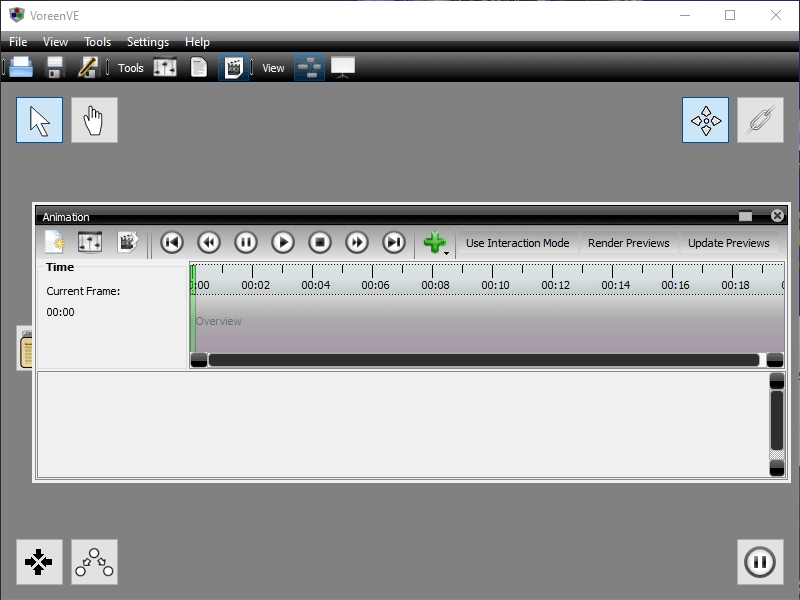 VoreenVE
File View Tools Settings Help
Tools View
Animation
Use Interaction Mode Render Previews Update Previews
Time
Current Frame:
00:00
:00 00:02 00:04 00:06 00:08 00:10 00:12 00:14 00:16 00:18
Overview